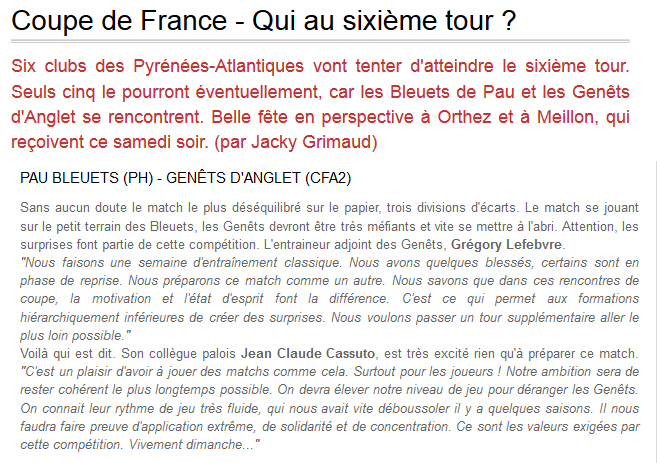 Coupe de France - Qui au sixième tour ?
Six clubs des Pyrénées-Atlantiques vont tenter d'atteindre le sixième tour.
Seuls cinq le pourront éventuellement, car les Bleuets de Pau et les Genêts
d'Anglet se rencontrent. Belle fête en perspective à Orthez et à Meillon, qui
reçoivent ce samedi soir. (par Jacky Grimaud)
PAU BLEUETS (PH) - GENÊTS D'ANGLET (CFA2)
Sans aucun doute le match le plus déséquilibré sur le papier, trois divisions d'écarts. Le match se jouant
sur le petit terrain des Bleuets, les Genêts devront être très méfiants et vite se mettre à l'abri. Attention, les
surprises font partie de cette compétition. L'entraineur adjoint des Genêts, Grégory Lefebvre.
"Nous faisons une semaine d'entraînement classique. Nous avons quelques blessés, certains sont en
phase de reprise. Nous préparons ce match comme un autre. Nous savons que dans ces rencontres de
coupe, la motivation et l'état d'esprit font la différence. C'est ce qui permet aux formations
hiérarchiquement inférieures de créer des surprises. Nous voulons passer un tour supplémentaire aller le
plus loin possible."
Voilà qui est dit. Son collègue palois Jean Claude Cassuto, est très excité rien qu'à préparer ce match.
"C'est un plaisir d'avoir à jouer des matchs comme cela. Surtout pour les joueurs ! Notre ambition sera de
rester cohérent le plus longtemps possible. On devra élever notre niveau de jeu pour déranger les Genêts.
On connait leur rythme de jeu très fluide, qui nous avait vite déboussoler il y a quelques saisons. Il nous
faudra faire preuve d'application extrême, de solidarité et de concentration. Ce sont les valeurs exigées par
cette compétition. Vivement dimanche..."